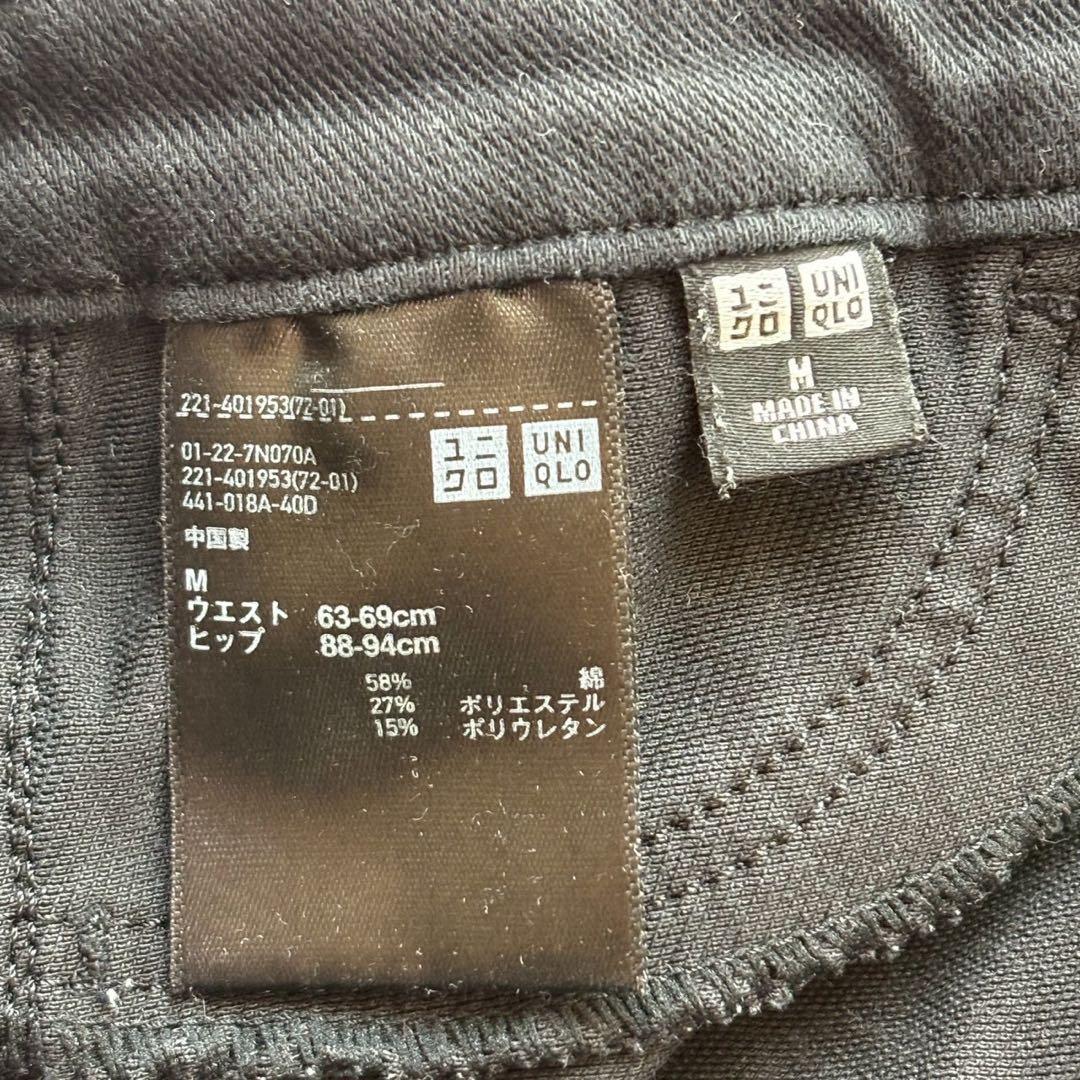 221-401953(72-01)
01-22-7N070A
221-401953(72-01)
441-018A-40D
ユニ
クロ
UNI
QLO
中国製
M
ウエスト 63-69cm
ヒップ 88-94cm
58% 綿
27% ポリエステル
15% ポリウレタン
ユニ
クロ
UNI
QLO
M
MADE IN
CHINA